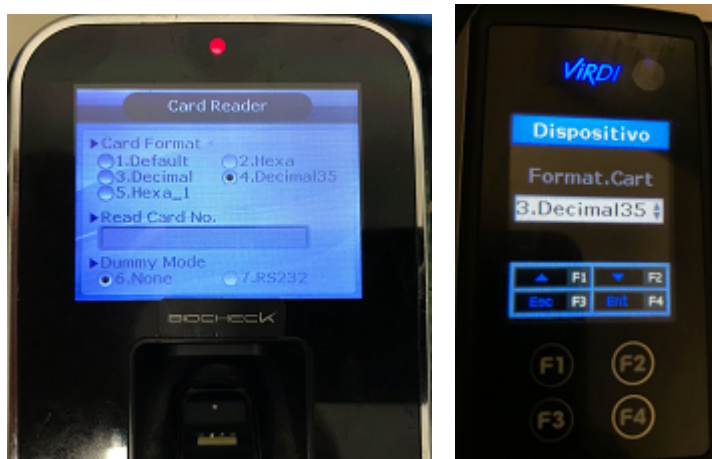 Card Reader
Card Format
1.Default 2.Hexa
3.Decimal 4.Decimal35
5.Hexa_1
Read Card No.
Dummy Mode
6.None 7.RS232
BIOCHECK
ViRDI
Dispositivo
Format.Cart
3.Decimal35
F1 F2
Esc F3 Ent F4
F1 F2
F3 F4